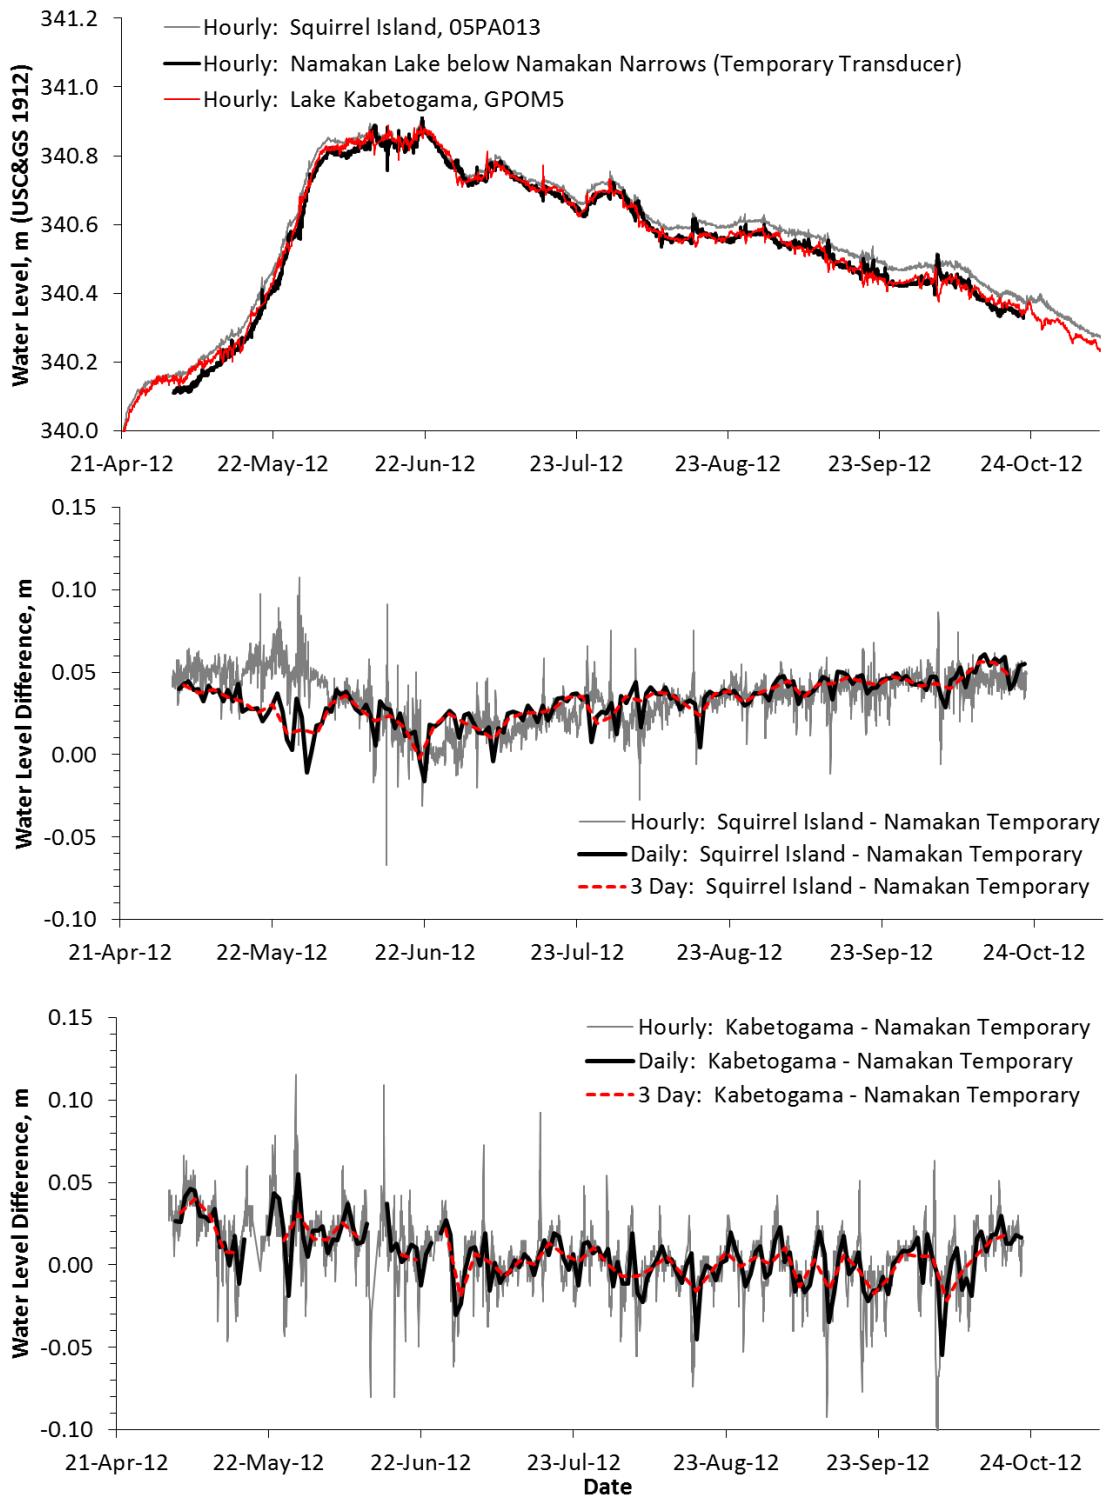 341.2
341.0
340.8
340.6
340.4
340.2
340.0
Water Level, m (USC&GS 1912)
Hourly: Squirrel Island, 05PA013
Hourly: Namakan Lake below Namakan Narrows (Temporary Transducer)
Hourly: Lake Kabetogama, GPOM5
21-Apr-12 22-May-12 22-Jun-12 23-Jul-12 23-Aug-12 23-Sep-12 24-Oct-12
0.15
0.10
0.05
0.00
-0.05
-0.10
Water Level Difference, m
Hourly: Squirrel Island - Namakan Temporary
Daily: Squirrel Island - Namakan Temporary
3 Day: Squirrel Island - Namakan Temporary
21-Apr-12 22-May-12 22-Jun-12 23-Jul-12 23-Aug-12 23-Sep-12 24-Oct-12
0.15
0.10
0.05
0.00
-0.05
-0.10
Water Level Difference, m
Hourly: Kabetogama - Namakan Temporary
Daily: Kabetogama - Namakan Temporary
3 Day: Kabetogama - Namakan Temporary
21-Apr-12 22-May-12 22-Jun-12 23-Jul-12 23-Aug-12 23-Sep-12 24-Oct-12
Date